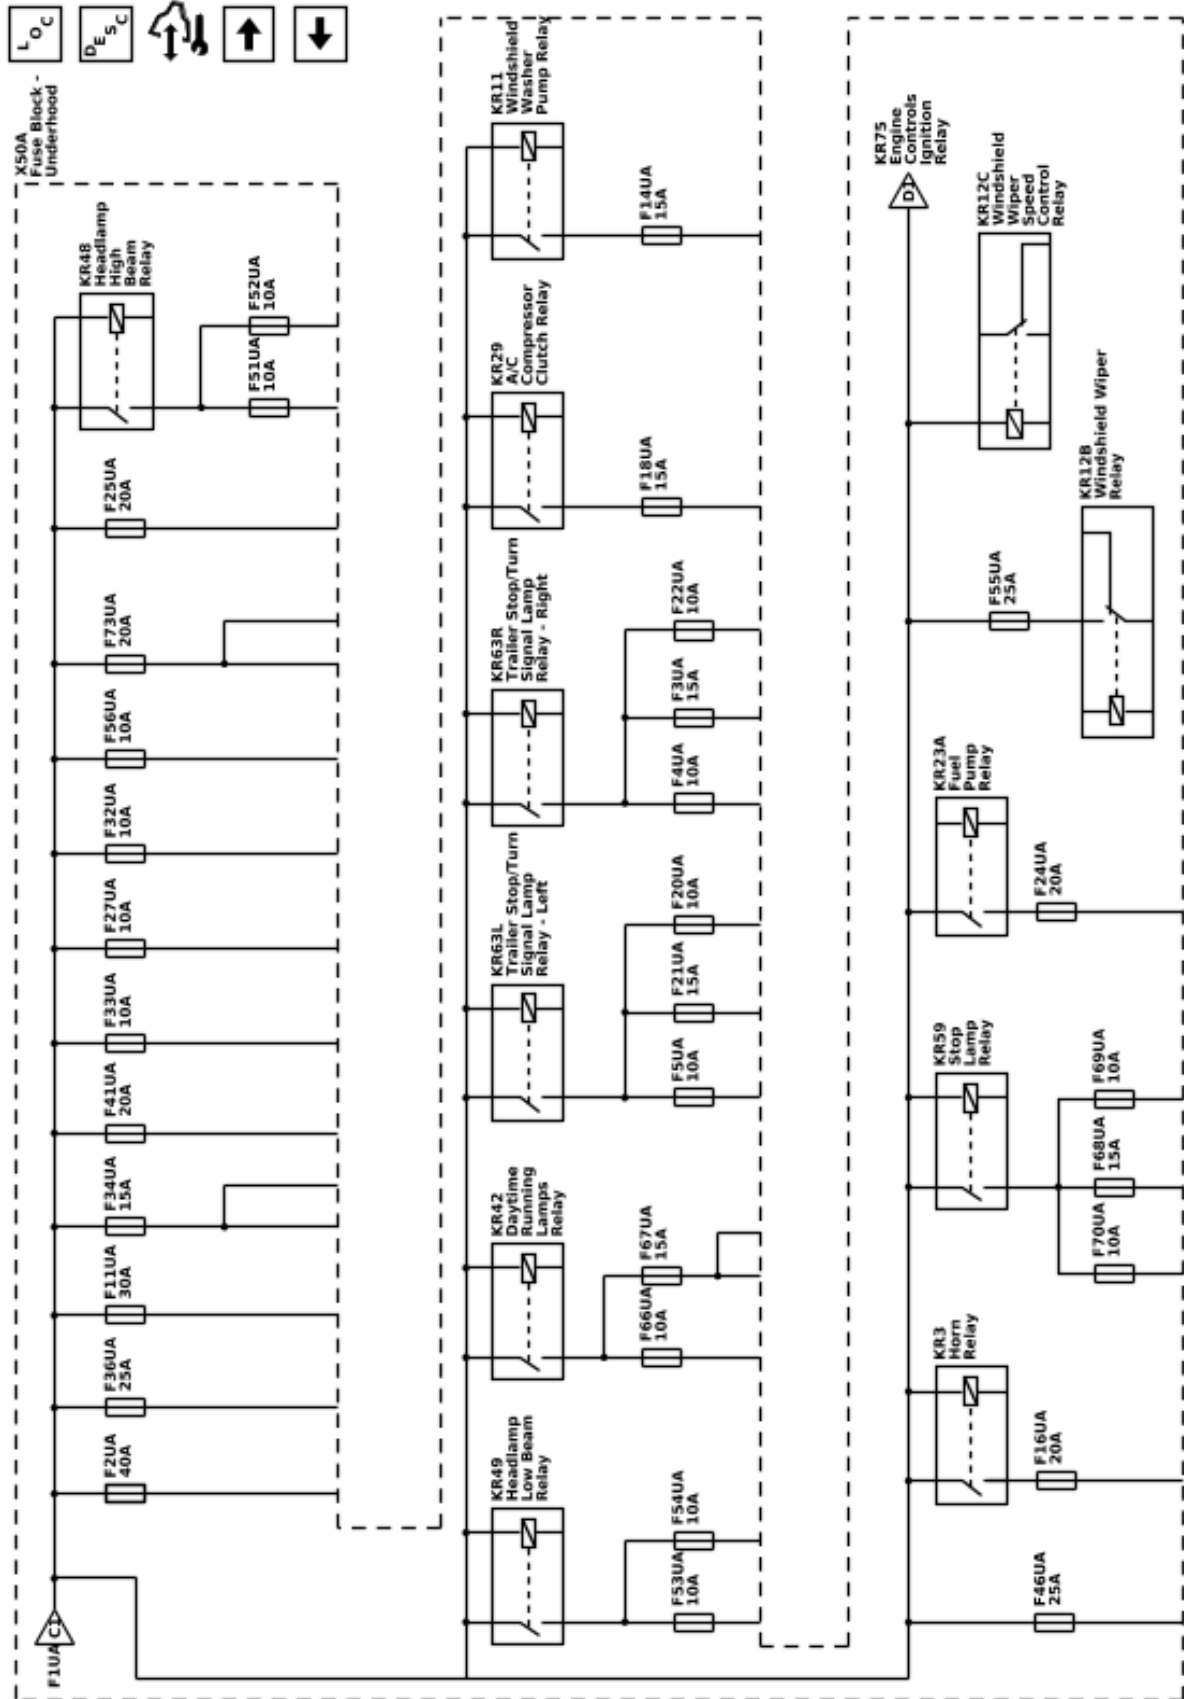 LOC
DESC
X50A
Fuse Block -
Underhood
F1UA
C1
F2UA
40A
F36UA
25A
F11UA
30A
F34UA
15A
F41UA
20A
F33UA
10A
F27UA
10A
F32UA
10A
F56UA
10A
F73UA
20A
F25UA
20A
KR48
Headlamp
High
Beam
Relay
F51UA
10A
F52UA
10A
KR49
Headlamp
Low Beam
Relay
F53UA
10A
F54UA
10A
KR42
Daytime
Running
Lamps
Relay
F66UA
10A
F67UA
15A
KR63L
Trailer Stop/Turn
Signal Lamp
Relay - Left
F5UA
10A
F21UA
15A
F20UA
10A
KR63R
Trailer Stop/Turn
Signal Lamp
Relay - Right
F4UA
10A
F3UA
15A
F22UA
10A
KR29
A/C
Compressor
Clutch Relay
F18UA
15A
KR11
Windshield
Washer
Pump Relay
F14UA
15A
F46UA
25A
KR3
Horn
Relay
F16UA
20A
KR59
Stop
Lamp
Relay
F70UA
10A
F68UA
15A
F69UA
10A
KR23A
Fuel
Pump
Relay
F24UA
20A
F55UA
25A
KR12B
Windshield Wiper
Relay
KR12C
Windshield
Wiper
Speed
Control
Relay
KR75
Engine
Controls
Ignition
Relay
D1